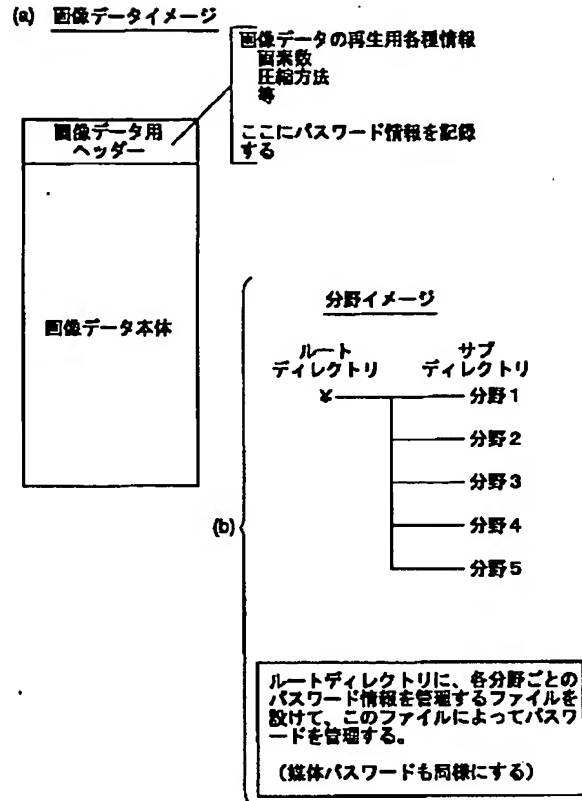 (a) 画像データイメージ
画像データの再生用各種情報
画素数
圧縮方法
等
ここにパスワード情報を記録
する
画像データ用
ヘッダー
画像データ本体
(b)
分野イメージ
ルート
ディレクトリ
サブ
ディレクトリ
¥
分野1
分野2
分野3
分野4
分野5
ルートディレクトリに、各分野ごとの
パスワード情報を管理するファイルを
設けて、このファイルによってパスワ
ードを管理する。
(媒体パスワードも同様にする)